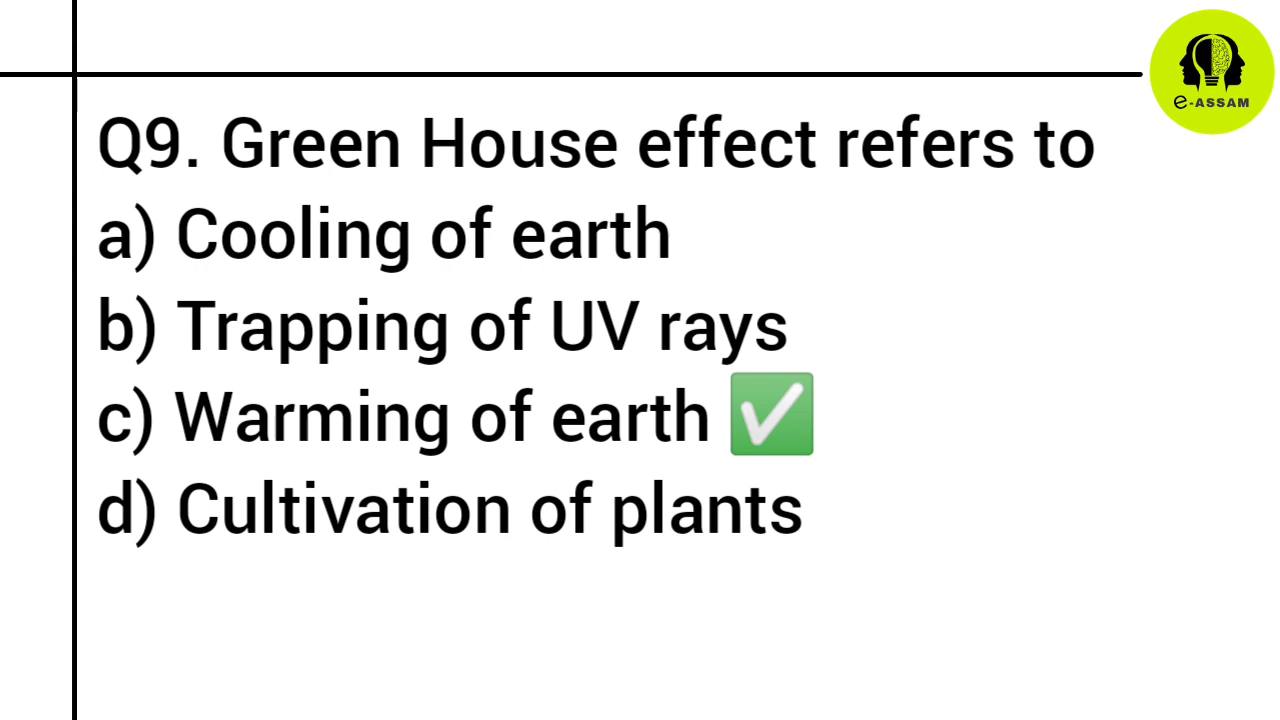 e-ASSAM
Q9. Green House effect refers to
a) Cooling of earth
b) Trapping of UV rays
c) Warming of earth ✅
d) Cultivation of plants